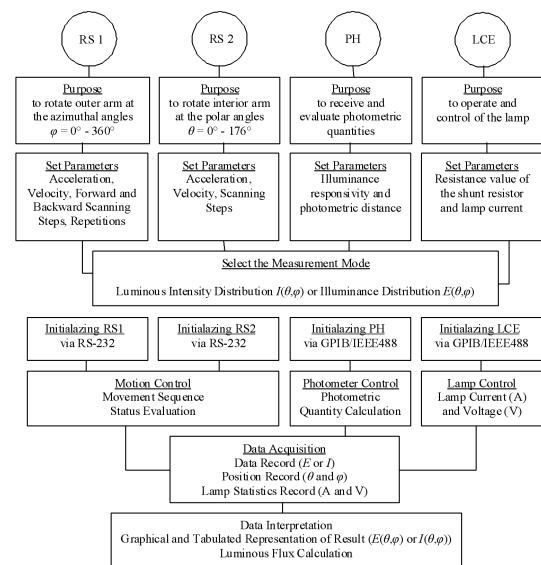 RS 1
RS 2
PH
LCE
Purpose
to rotate outer arm at
the azimuthal angles
φ = 0° - 360°
Purpose
to rotate interior arm
at the polar angles
θ = 0° - 176°
Purpose
to receive and
evaluate photometric
quantities
Purpose
to operate and
control of the lamp
Set Parameters
Acceleration,
Velocity, Forward and
Backward Scanning
Steps, Repetitions
Set Parameters
Acceleration,
Velocity, Scanning
Steps
Set Parameters
Illuminance
responsivity and
photometric distance
Set Parameters
Resistance value of
the shunt resistor
and lamp current
Select the Measurement Mode
Luminous Intensity Distribution I(θ,φ) or Illuminance Distribution E(θ,φ)
Initialazing RS1
via RS-232
Initialazing RS2
via RS-232
Initialazing PH
via GPIB/IEEE488
Initialazing LCE
via GPIB/IEEE488
Motion Control
Movement Sequence
Status Evaluation
Photometer Control
Photometric
Quantity Calculation
Lamp Control
Lamp Current (A)
and Voltage (V)
Data Acquisition
Data Record (E or I)
Position Record (θ and φ)
Lamp Statistics Record (A and V)
Data Interpretation
Graphical and Tabulated Representation of Result (E(θ,φ) or I(θ,φ))
Luminous Flux Calculation